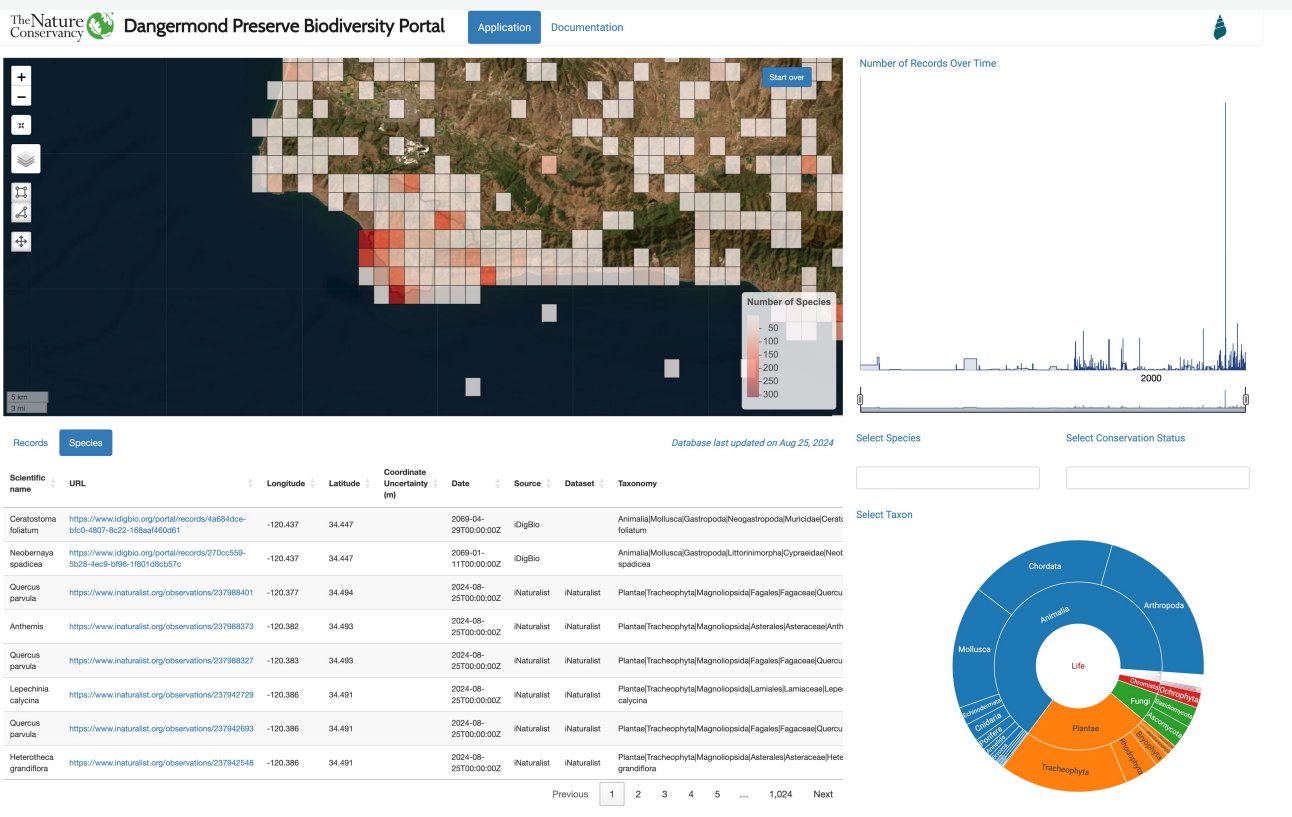 The Nature
Conservancy
Dangermond Preserve Biodiversity Portal
Application
Documentation
+
−
Start over
Number of Species
50
100
150
200
250
300
5 km
3 mi
Number of Records Over Time
2000
Records
Species
Database last updated on Aug 25, 2024
Select Species
Select Conservation Status
Select Taxon
Scientific name URL Longitude Latitude Coordinate Uncertainty (m) Date Source Dataset Taxonomy
Ceratostoma foliatum https://www.idigbio.org/portal/records/4a684dce-bfc0-4807-8c22-168aaf460d61 -120.437 34.447 2069-04-29T00:00:00Z iDigBio Animalia|Mollusca|Gastropoda|Neogastropoda|Muricidae|Cerato foliatum
Neobernaya spadicea https://www.idigbio.org/portal/records/270cc559-5b28-4ec9-bf96-1f801d8cb57c -120.437 34.447 2069-01-11T00:00:00Z iDigBio Animalia|Mollusca|Gastropoda|Littorinimorpha|Cypraeidae|Neob spadicea
Quercus parvula https://www.inaturalist.org/observations/237988401 -120.377 34.494 2024-08-25T00:00:00Z iNaturalist iNaturalist Plantae|Tracheophyta|Magnoliopsida|Fagales|Fagaceae|Quercu
Anthemis https://www.inaturalist.org/observations/237988373 -120.382 34.493 2024-08-25T00:00:00Z iNaturalist iNaturalist Plantae|Tracheophyta|Magnoliopsida|Asterales|Asteraceae|Anth
Quercus parvula https://www.inaturalist.org/observations/237988327 -120.383 34.493 2024-08-25T00:00:00Z iNaturalist iNaturalist Plantae|Tracheophyta|Magnoliopsida|Fagales|Fagaceae|Quercu
Lepechinia calycina https://www.inaturalist.org/observations/237942729 -120.386 34.491 2024-08-25T00:00:00Z iNaturalist iNaturalist Plantae|Tracheophyta|Magnoliopsida|Lamiales|Lamiaceae|Lepe calycina
Quercus parvula https://www.inaturalist.org/observations/237942693 -120.386 34.491 2024-08-25T00:00:00Z iNaturalist iNaturalist Plantae|Tracheophyta|Magnoliopsida|Fagales|Fagaceae|Quercu
Heterotheca grandiflora https://www.inaturalist.org/observations/237942548 -120.386 34.491 2024-08-25T00:00:00Z iNaturalist iNaturalist Plantae|Tracheophyta|Magnoliopsida|Asterales|Asteraceae|Hete grandiflora
Previous 1 2 3 4 5 ... 1,024 Next
Life
Animalia
Chordata
Arthropoda
Mollusca
Echinodermata
Cnidaria
Porifera
Plantae
Tracheophyta
Rhodophyta
Bryophyta
Fungi
Basidiomycota
Ascomycota
Chromista
Ochrophyta